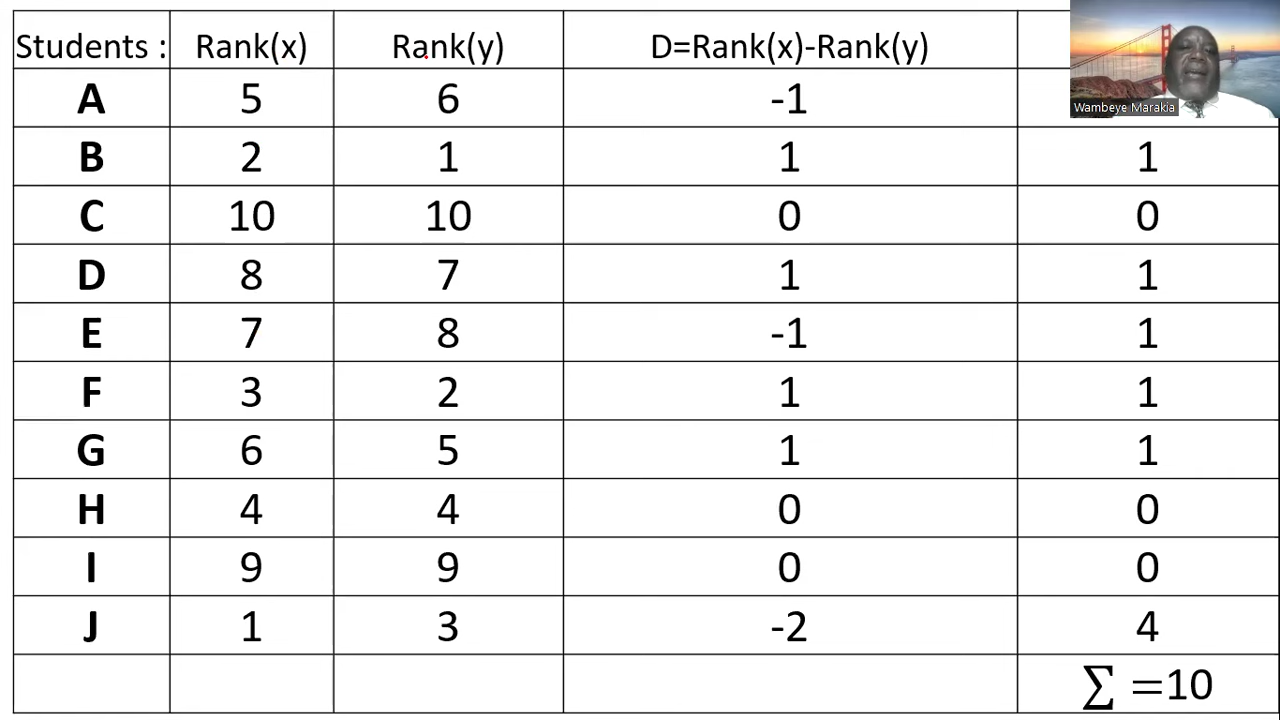 Students : Rank(x) Rank(y) D=Rank(x)-Rank(y)
Wambeye Marakia
A 5 6 -1
B 2 1 1 1
C 10 10 0 0
D 8 7 1 1
E 7 8 -1 1
F 3 2 1 1
G 6 5 1 1
H 4 4 0 0
I 9 9 0 0
J 1 3 -2 4
∑ =10